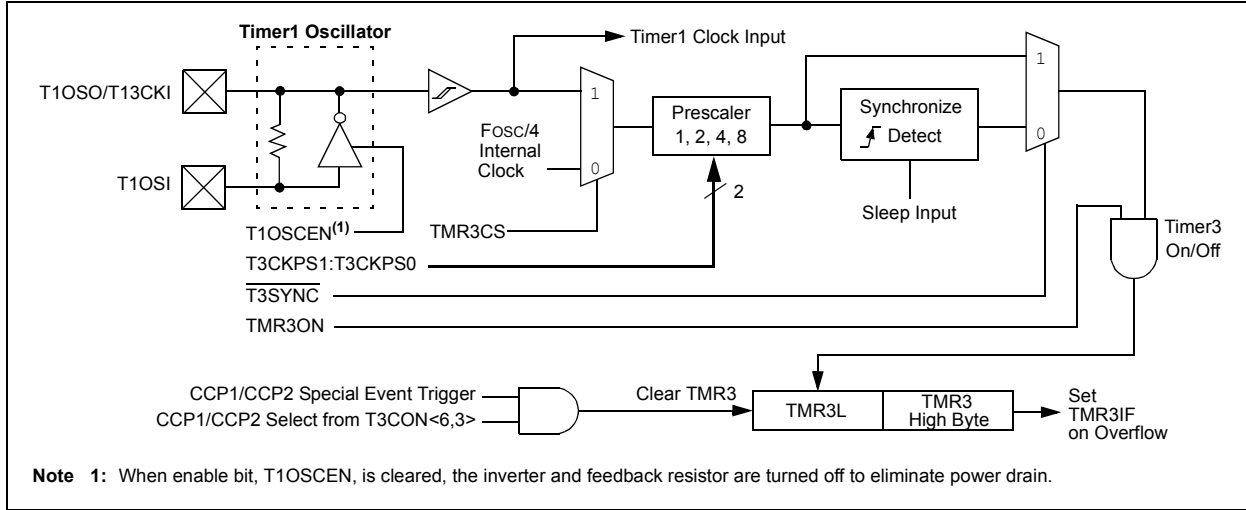 Timer1 Oscillator
Timer1 Clock Input
T1OSO/T13CKI
T1OSI
1
0
FOSC/4
Internal
Clock
Prescaler
1, 2, 4, 8
2
Synchronize
Detect
1
0
Sleep Input
T1OSCEN(1)
TMR3CS
T3CKPS1:T3CKPS0
T3SYNC
TMR3ON
Timer3
On/Off
CCP1/CCP2 Special Event Trigger
CCP1/CCP2 Select from T3CON<6,3>
Clear TMR3
TMR3L
TMR3
High Byte
Set
TMR3IF
on Overflow
Note 1: When enable bit, T1OSCEN, is cleared, the inverter and feedback resistor are turned off to eliminate power drain.